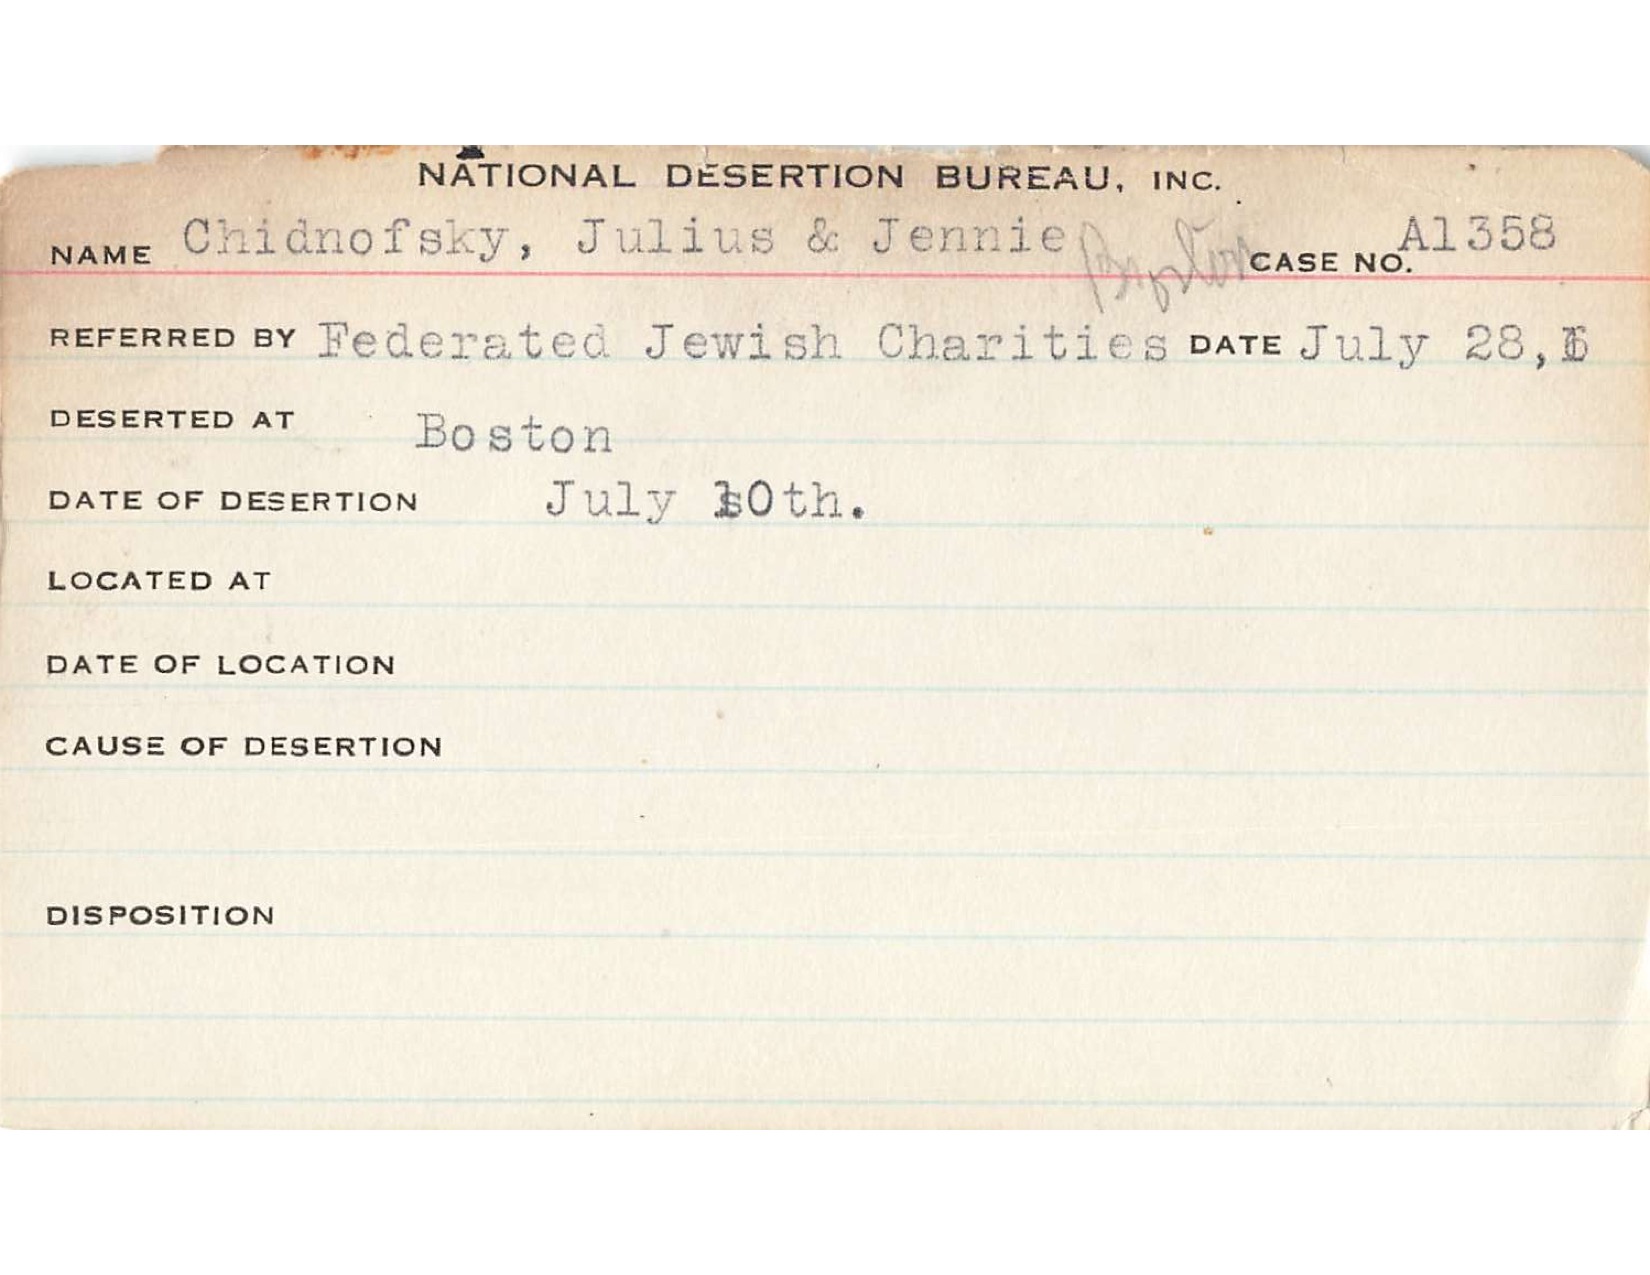 NATIONAL DESERTION BUREAU, INC.
NAME Chidnofsky, Julius & Jennie Boston CASE NO. A1358
REFERRED BY Federated Jewish Charities DATE July 28,
DESERTED AT Boston
DATE OF DESERTION July 10th.
LOCATED AT
DATE OF LOCATION
CAUSE OF DESERTION
DISPOSITION